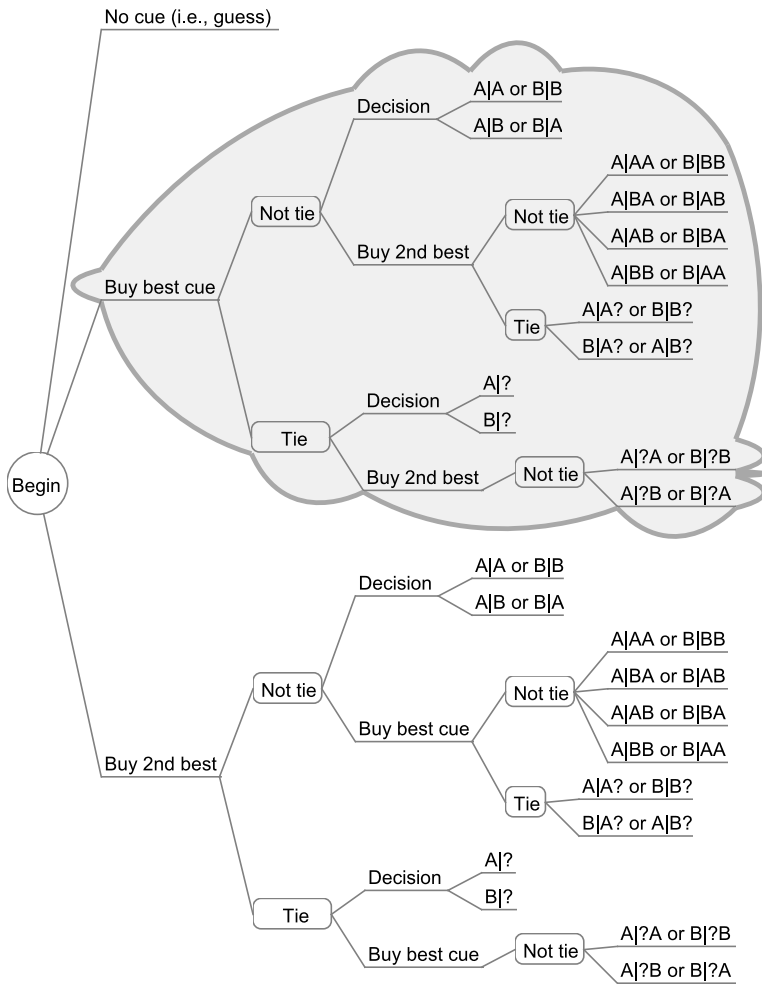 No cue (i.e., guess)
A|A or B|B
Decision
A|B or B|A
A|AA or B|BB
Not tie
Not tie
A|BA or B|AB
A|AB or B|BA
Buy 2nd best
A|BB or B|AA
Buy best cue
A|A? or B|B?
Tie
B|A? or A|B?
A|?
Decision
B|?
Tie
A|?A or B|?B
Buy 2nd best
Not tie
A|?B or B|?A
Begin
A|A or B|B
Decision
A|B or B|A
A|AA or B|BB
Not tie
Not tie
A|BA or B|AB
A|AB or B|BA
Buy best cue
A|BB or B|AA
Buy 2nd best
A|A? or B|B?
Tie
B|A? or A|B?
A|?
Decision
B|?
Tie
A|?A or B|?B
Buy best cue
Not tie
A|?B or B|?A